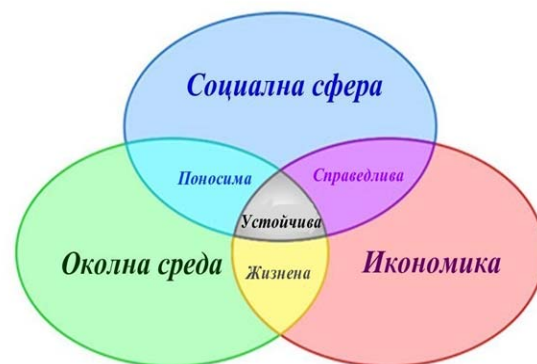 Социална сфера
Поносима
Справедлива
Устойчива
Околна среда
Икономика
Жизнена